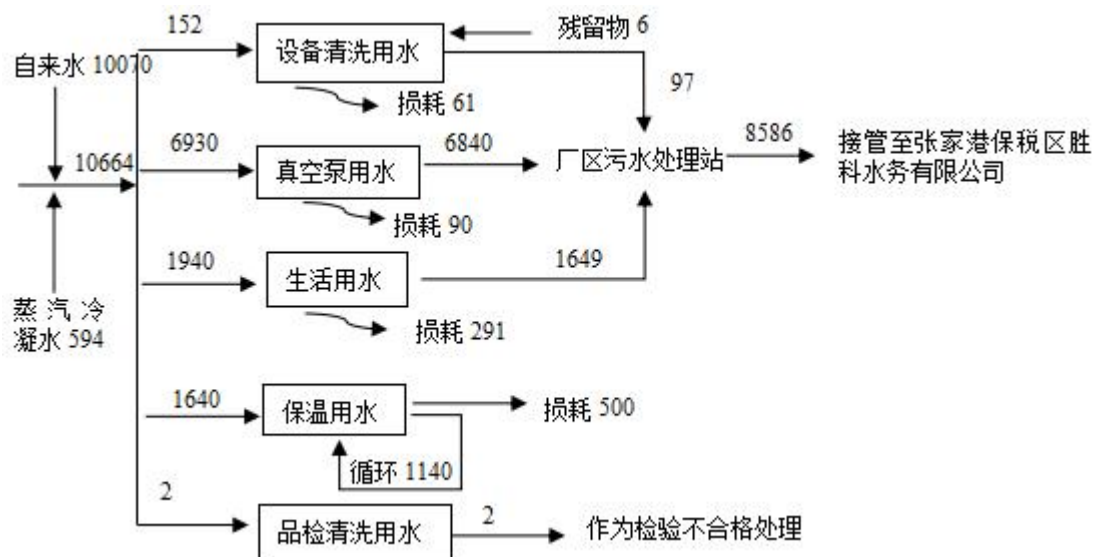 152
设备清洗用水
残留物 6
自来水 10070
97
损耗 61
10664
6930
真空泵用水
6840
厂区污水处理站
8586
接管至张家港保税区胜
科水务有限公司
损耗 90
1940
生活用水
1649
蒸 汽 冷
凝水 594
损耗 291
1640
保温用水
损耗 500
循环 1140
2
品检清洗用水
2
作为检验不合格处理